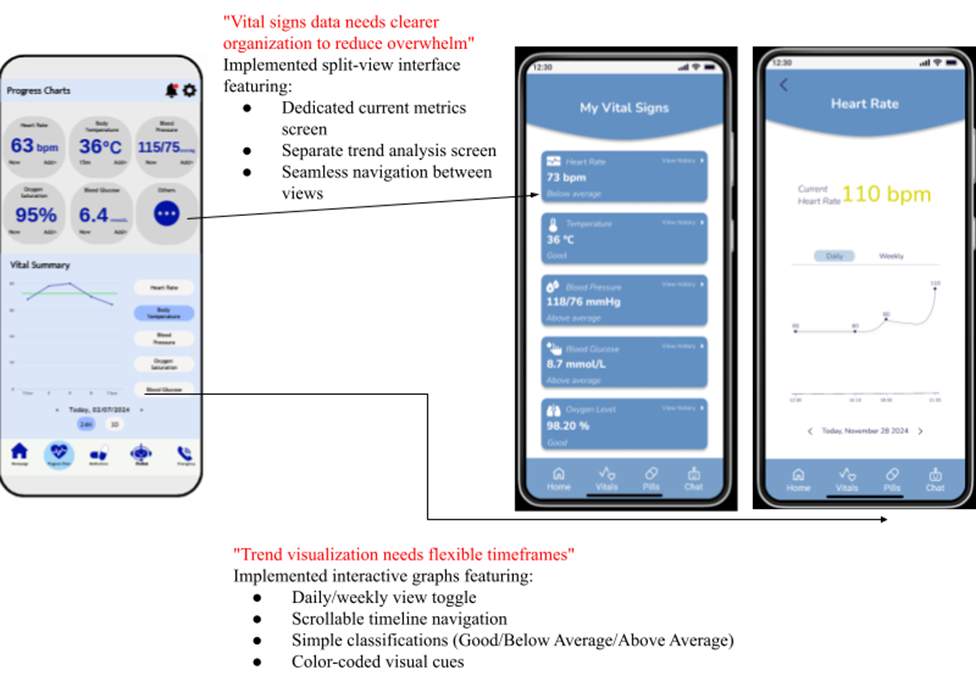 "Vital signs data needs clearer
organization to reduce overwhelm"
Implemented split-view interface
featuring:
● Dedicated current metrics
screen
● Separate trend analysis screen
● Seamless navigation between
views
Progress Charts
Heart Rate
63 bpm
Now Add+
Body
Temperature
36°C
15m Add+
Blood
Pressure
115/75 mmHg
Now Add+
Oxygen
Saturation
95%
Now Add+
Blood Glucose
6.4
Now Add+
Others
Vital Summary
Heart Rate
Body
Temperature
Blood
Pressure
Oxygen
Saturation
Blood Glucose
Today, 02/07/2024
24H
Homepage
Progress Chart
Medications
Chatbot
Emergency
12:30
My Vital Signs
Heart Rate
View history
73 bpm
Below average
Temperature
View history
36 °C
Good
Blood Pressure
View history
118/76 mmHg
Above average
Blood Glucose
View history
8.7 mmol/L
Above average
Oxygen Level
View history
98.20 %
Good
Home Vitals Pills Chat
12:30
Heart Rate
Current
Heart Rate 110 bpm
Daily Weekly
110
80
Today, November 28 2024
Home Vitals Pills Chat
"Trend visualization needs flexible timeframes"
Implemented interactive graphs featuring:
● Daily/weekly view toggle
● Scrollable timeline navigation
● Simple classifications (Good/Below Average/Above Average)
● Color-coded visual cues